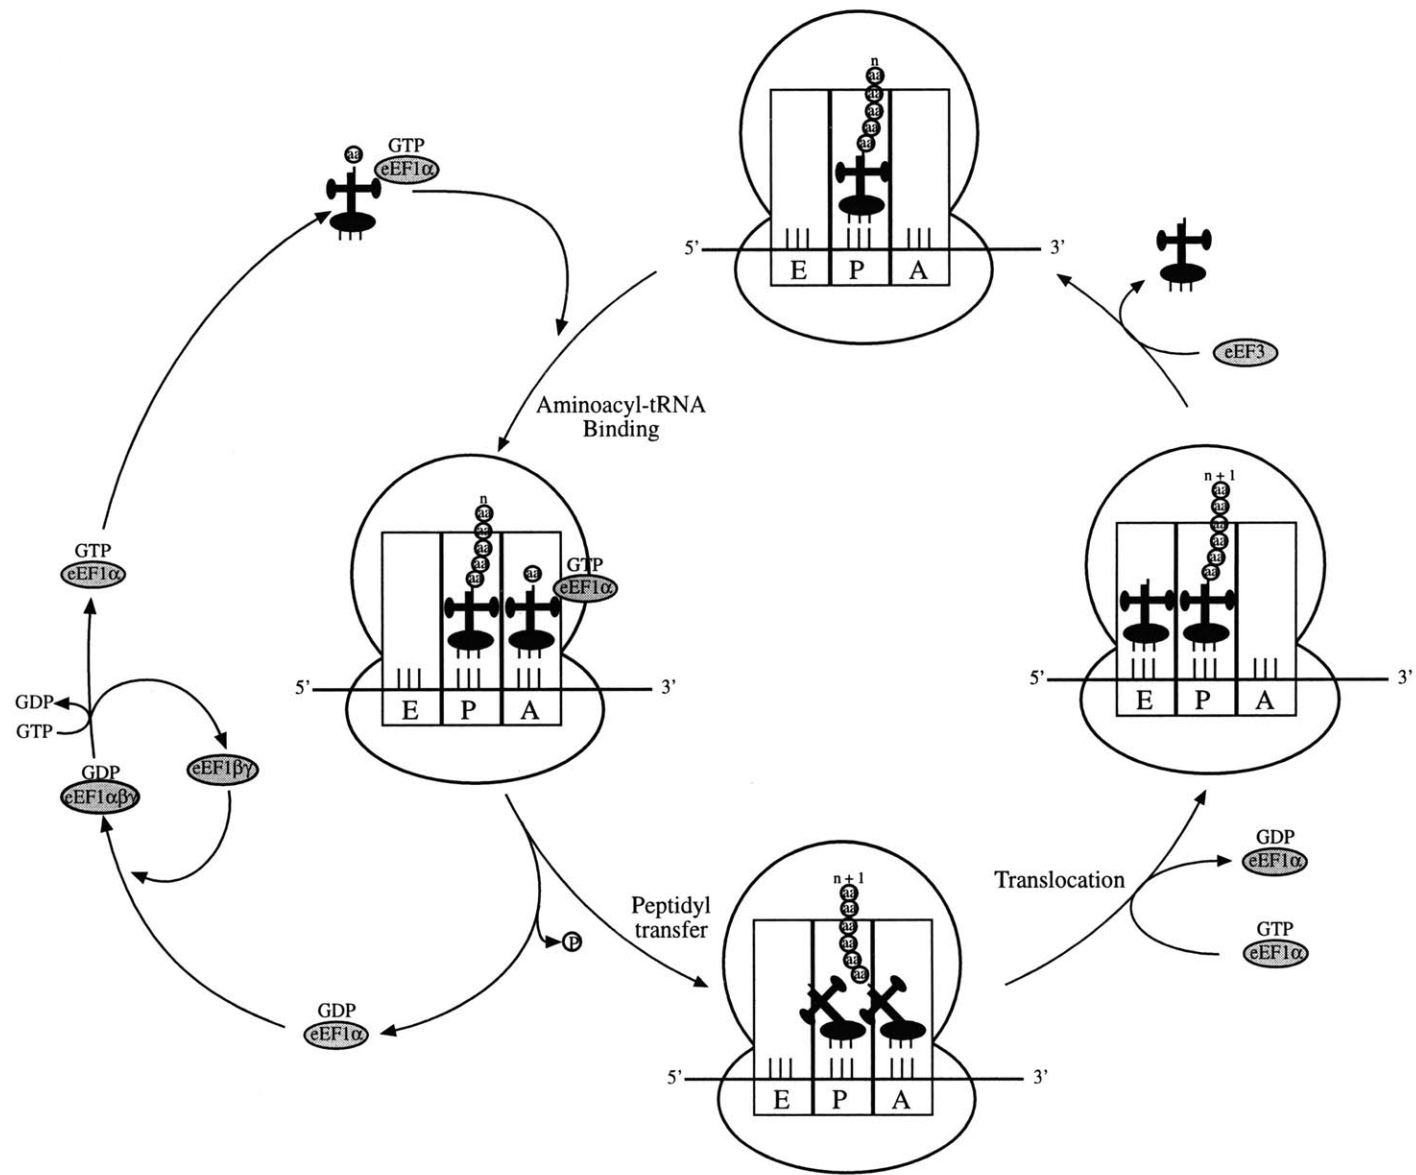 n
aa
aa
aa
aa
aa
5’
3’
E P A
GTP
eEF1α
aa
eEF3
Aminoacyl-tRNA
Binding
n
aa
aa
aa
aa
aa
aa
GTP
eEF1α
5’
3’
E P A
n + 1
aa
aa
aa
aa
aa
aa
5’
3’
E P A
GTP
eEF1α
GDP
GTP
GDP
eEF1αβγ
eEF1βγ
Peptidyl
transfer
P
GDP
eEF1α
n + 1
aa
aa
aa
aa
aa
aa
5’
3’
E P A
Translocation
GDP
eEF1α
GTP
eEF1α